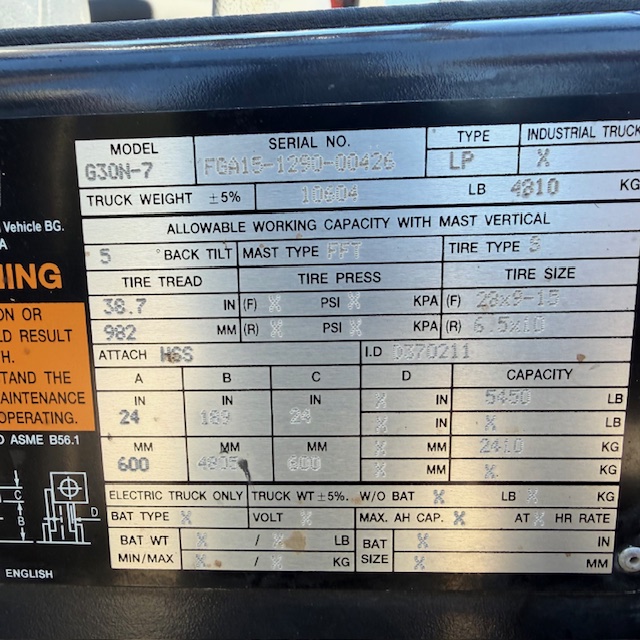 MODEL
G30N-7
SERIAL NO.
FGA15-1290-00426
TYPE
LP
INDUSTRIAL TRUCK
X
TRUCK WEIGHT ±5% LB 4810 KG
Vehicle BG.
A
ALLOWABLE WORKING CAPACITY WITH MAST VERTICAL
5 °BACK TILT MAST TYPE FFT TIRE TYPE S
NING
TIRE TREAD TIRE PRESS TIRE SIZE
38.7 IN (F) X PSI X KPA (F) 28x9-15
982 MM (R) X PSI X KPA (R) 6.5x10
ON OR
LD RESULT
H.
TAND THE
AINTENANCE
OPERATING.
O ASME B56.1
ATTACH HSS I.D 0370211
A B C D CAPACITY
IN IN IN X IN 5450 LB
24 24 X IN X LB
MM MM MM X MM 2410 KG
600 4805 600 X MM X KG
ELECTRIC TRUCK ONLY TRUCK WT ±5%. W/O BAT X LB X KG
BAT TYPE X VOLT X MAX. AH CAP. X AT X HR RATE
BAT WT X / X LB BAT X IN
MIN/MAX X / X KG SIZE X MM
C
B
D
ENGLISH